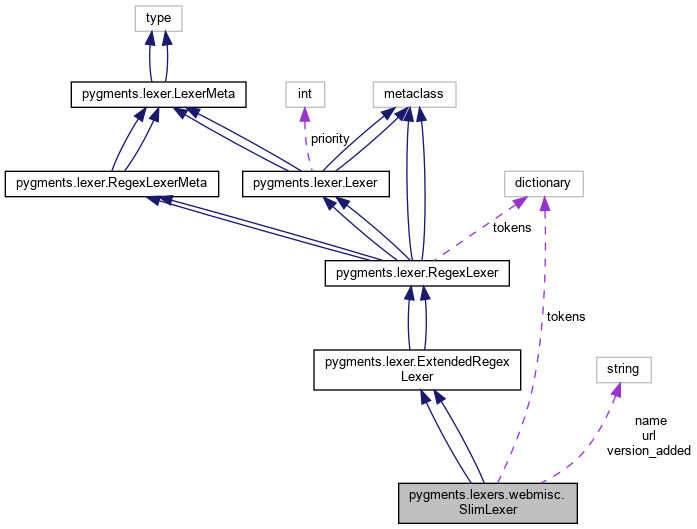 type
pygments.lexer.LexerMeta
int
metaclass
priority
pygments.lexer.RegexLexerMeta
pygments.lexer.Lexer
dictionary
tokens
pygments.lexer.RegexLexer
tokens
pygments.lexer.ExtendedRegex
Lexer
string
name
url
version_added
pygments.lexers.webmisc.
SlimLexer